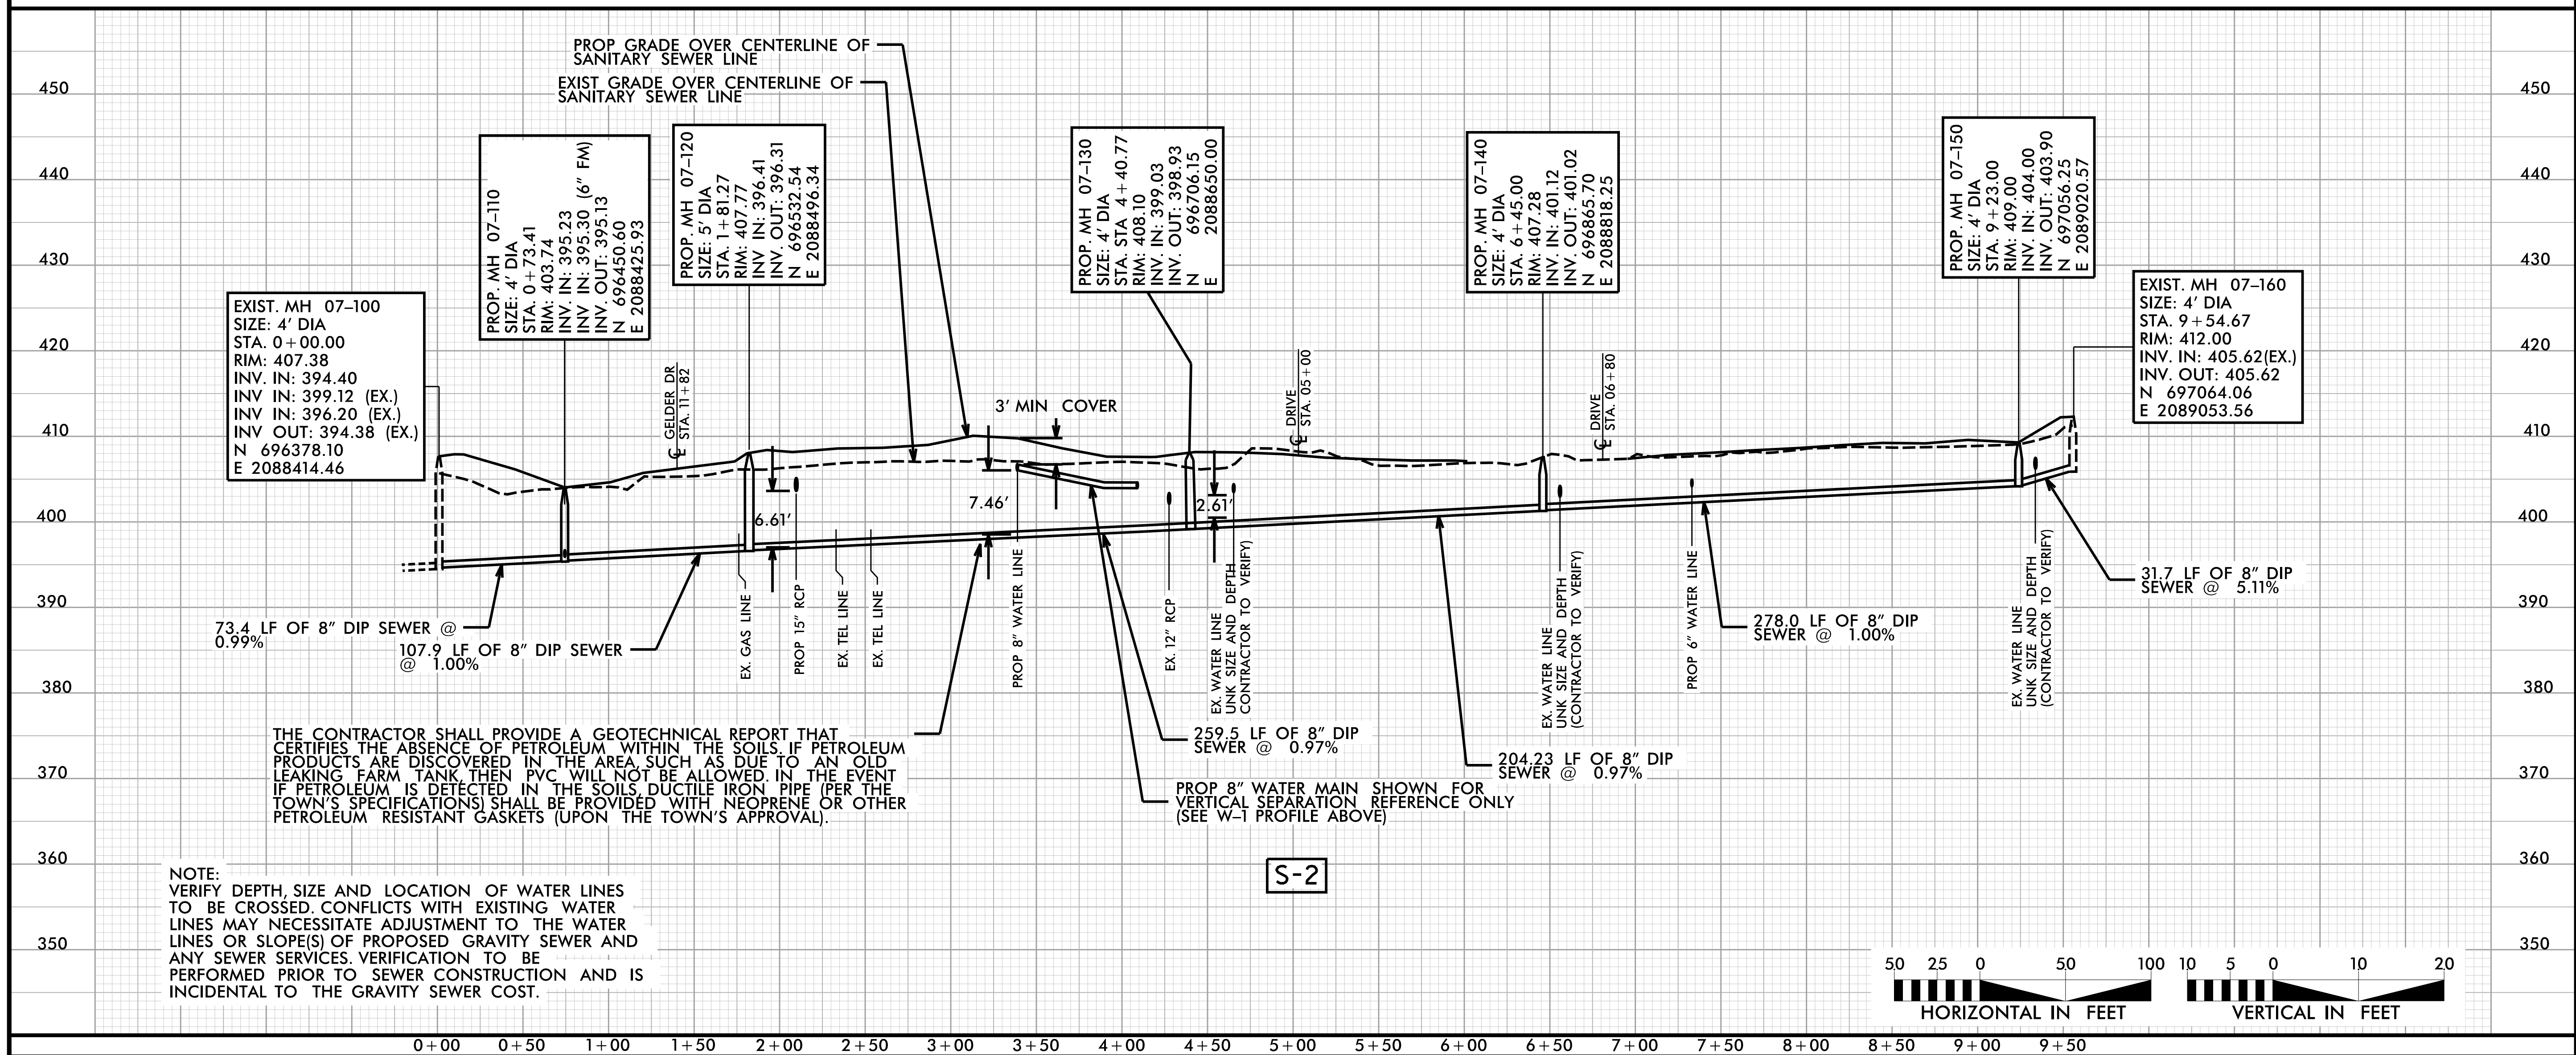 PROP GRADE OVER CENTERLINE OF
SANITARY SEWER LINE
EXIST GRADE OVER CENTERLINE OF
SANITARY SEWER LINE
450
440
430
420
410
400
390
380
370
360
350
EXIST. MH 07-100
SIZE: 4' DIA
STA. 0+00.00
RIM: 407.38
INV. IN: 394.40
INV IN: 399.12 (EX.)
INV IN: 396.20 (EX.)
INV OUT: 394.38 (EX.)
N 696378.10
E 2088414.46
PROP. MH 07-110
SIZE: 4' DIA
STA. 0+73.41
RIM: 403.74
INV. IN: 395.23
INV IN: 395.30 (6" FM)
INV. OUT: 395.13
N 696450.60
E 2088425.93
PROP. MH 07-120
SIZE: 5' DIA
STA. 1+81.27
RIM: 407.77
INV IN: 396.41
INV. OUT: 396.31
N 696532.54
E 2088496.34
PROP. MH 07-130
SIZE: 4' DIA
STA. STA 4+40.77
RIM: 408.10
INV. IN: 399.03
INV. OUT: 398.93
N 696706.15
E 2088650.00
PROP. MH 07-140
SIZE: 4' DIA
STA. 6+45.00
RIM: 407.28
INV. IN: 401.12
INV. OUT: 401.02
N 696865.70
E 2088818.25
PROP. MH 07-150
SIZE: 4' DIA
STA. 9+23.00
RIM: 409.00
INV. IN: 404.00
INV. OUT: 403.90
N 697056.25
E 2089020.57
EXIST. MH 07-160
SIZE: 4' DIA
STA. 9+54.67
RIM: 412.00
INV. IN: 405.62(EX.)
INV. OUT: 405.62
N 697064.06
E 2089053.56
450
440
430
420
410
400
390
380
370
360
350
℄ GELDER DR
STA. 11+82
3' MIN COVER
℄ DRIVE
STA. 05+00
℄ DRIVE
STA. 06+80
6.61'
7.46'
2.61'
EX. GAS LINE
PROP 15" RCP
EX. TEL LINE
EX. TEL LINE
PROP 8" WATER LINE
EX. 12" RCP
EX. WATER LINE
UNK SIZE AND DEPTH
CONTRACTOR TO VERIFY)
EX. WATER LINE
UNK SIZE AND DEPTH
(CONTRACTOR TO VERIFY)
PROP 6" WATER LINE
EX. WATER LINE
UNK SIZE AND DEPTH
(CONTRACTOR TO VERIFY)
73.4 LF OF 8" DIP SEWER @
0.99%
107.9 LF OF 8" DIP SEWER
@ 1.00%
259.5 LF OF 8" DIP
SEWER @ 0.97%
204.23 LF OF 8" DIP
SEWER @ 0.97%
278.0 LF OF 8" DIP
SEWER @ 1.00%
31.7 LF OF 8" DIP
SEWER @ 5.11%
THE CONTRACTOR SHALL PROVIDE A GEOTECHNICAL REPORT THAT
CERTIFIES THE ABSENCE OF PETROLEUM WITHIN THE SOILS. IF PETROLEUM
PRODUCTS ARE DISCOVERED IN THE AREA, SUCH AS DUE TO AN OLD
LEAKING FARM TANK, THEN PVC WILL NOT BE ALLOWED. IN THE EVENT
IF PETROLEUM IS DETECTED IN THE SOILS, DUCTILE IRON PIPE (PER THE
TOWN'S SPECIFICATIONS) SHALL BE PROVIDED WITH NEOPRENE OR OTHER
PETROLEUM RESISTANT GASKETS (UPON THE TOWN'S APPROVAL).
PROP 8" WATER MAIN SHOWN FOR
VERTICAL SEPARATION REFERENCE ONLY
(SEE W-1 PROFILE ABOVE)
NOTE:
VERIFY DEPTH, SIZE AND LOCATION OF WATER LINES
TO BE CROSSED. CONFLICTS WITH EXISTING WATER
LINES MAY NECESSITATE ADJUSTMENT TO THE WATER
LINES OR SLOPE(S) OF PROPOSED GRAVITY SEWER AND
ANY SEWER SERVICES. VERIFICATION TO BE
PERFORMED PRIOR TO SEWER CONSTRUCTION AND IS
INCIDENTAL TO THE GRAVITY SEWER COST.
S-2
50 25 0 50 100
HORIZONTAL IN FEET
10 5 0 10 20
VERTICAL IN FEET
0+00 0+50 1+00 1+50 2+00 2+50 3+00 3+50 4+00 4+50 5+00 5+50 6+00 6+50 7+00 7+50 8+00 8+50 9+00 9+50